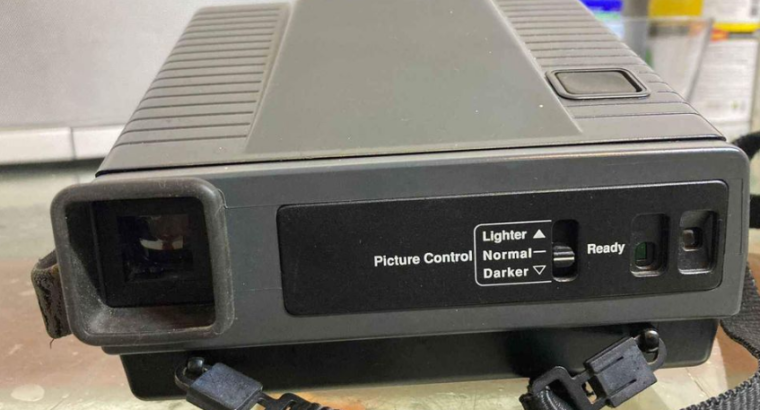 Picture Control
Lighter ▲
Normal
Darker ▽
Ready